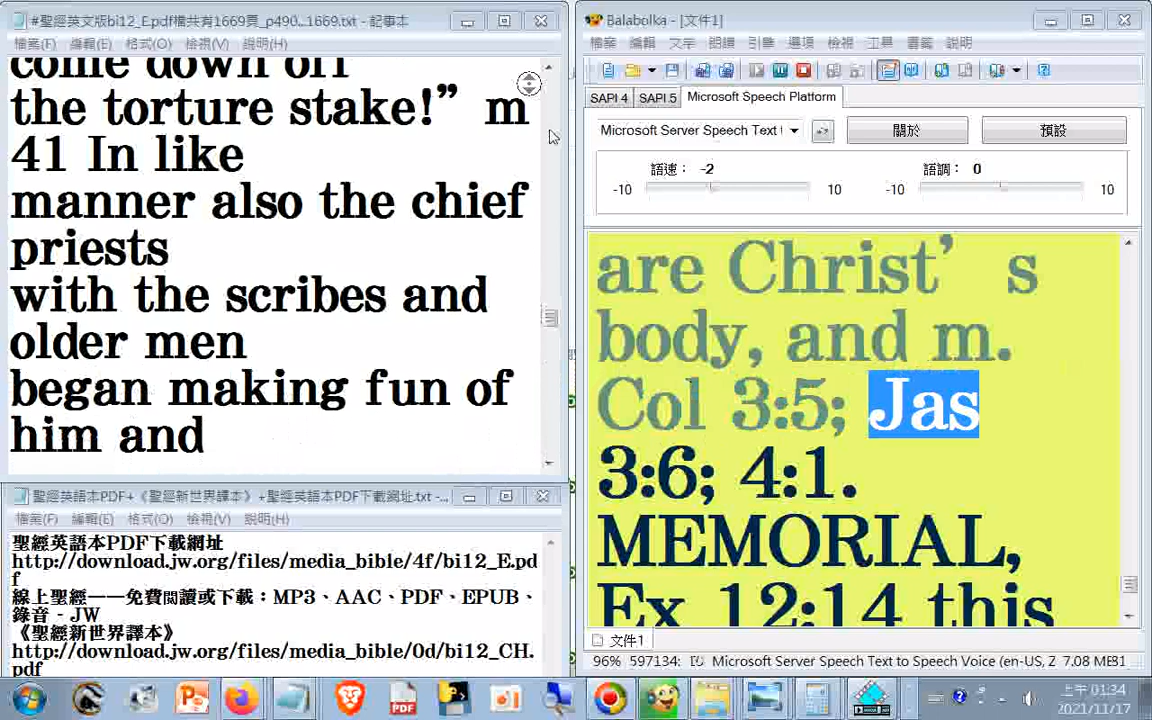 #聖經英文版bi12_E.pdf檔共有1669頁_p490...1669.txt - 記事本
檔案(F) 編輯(E) 格式(O) 檢視(V) 說明(H)
come down off
the torture stake!” m
41 In like
manner also the chief
priests
with the scribes and
older men
began making fun of
him and
聖經英語本PDF+《聖經新世界譯本》+聖經英語本PDF下載網址.txt -...
檔案(F) 編輯(E) 格式(O) 檢視(V) 說明(H)
聖經英語本PDF下載網址
http://download.jw.org/files/media_bible/4f/bi12_E.pd
f
線上聖經——免費閱讀或下載：MP3、AAC、PDF、EPUB、
錄音 - JW
《聖經新世界譯本》
http://download.jw.org/files/media_bible/0d/bi12_CH.
pdf
Balabolka - [文件1]
檔案 編輯 文字 朗讀 引擎 選項 檢視 工具 書籤 說明
SAPI 4 SAPI 5 Microsoft Speech Platform
Microsoft Server Speech Text 關於 預設
語速： -2 語調： 0
-10 10 -10 10
are Christ’s
body, and m.
Col 3:5; Jas
3:6; 4:1.
MEMORIAL,
Ex 12:14 this
文件1
96% 597134: Microsoft Server Speech Text to Speech Voice (en-US, Z 7.08 MB
上午 01:34
2021/11/17